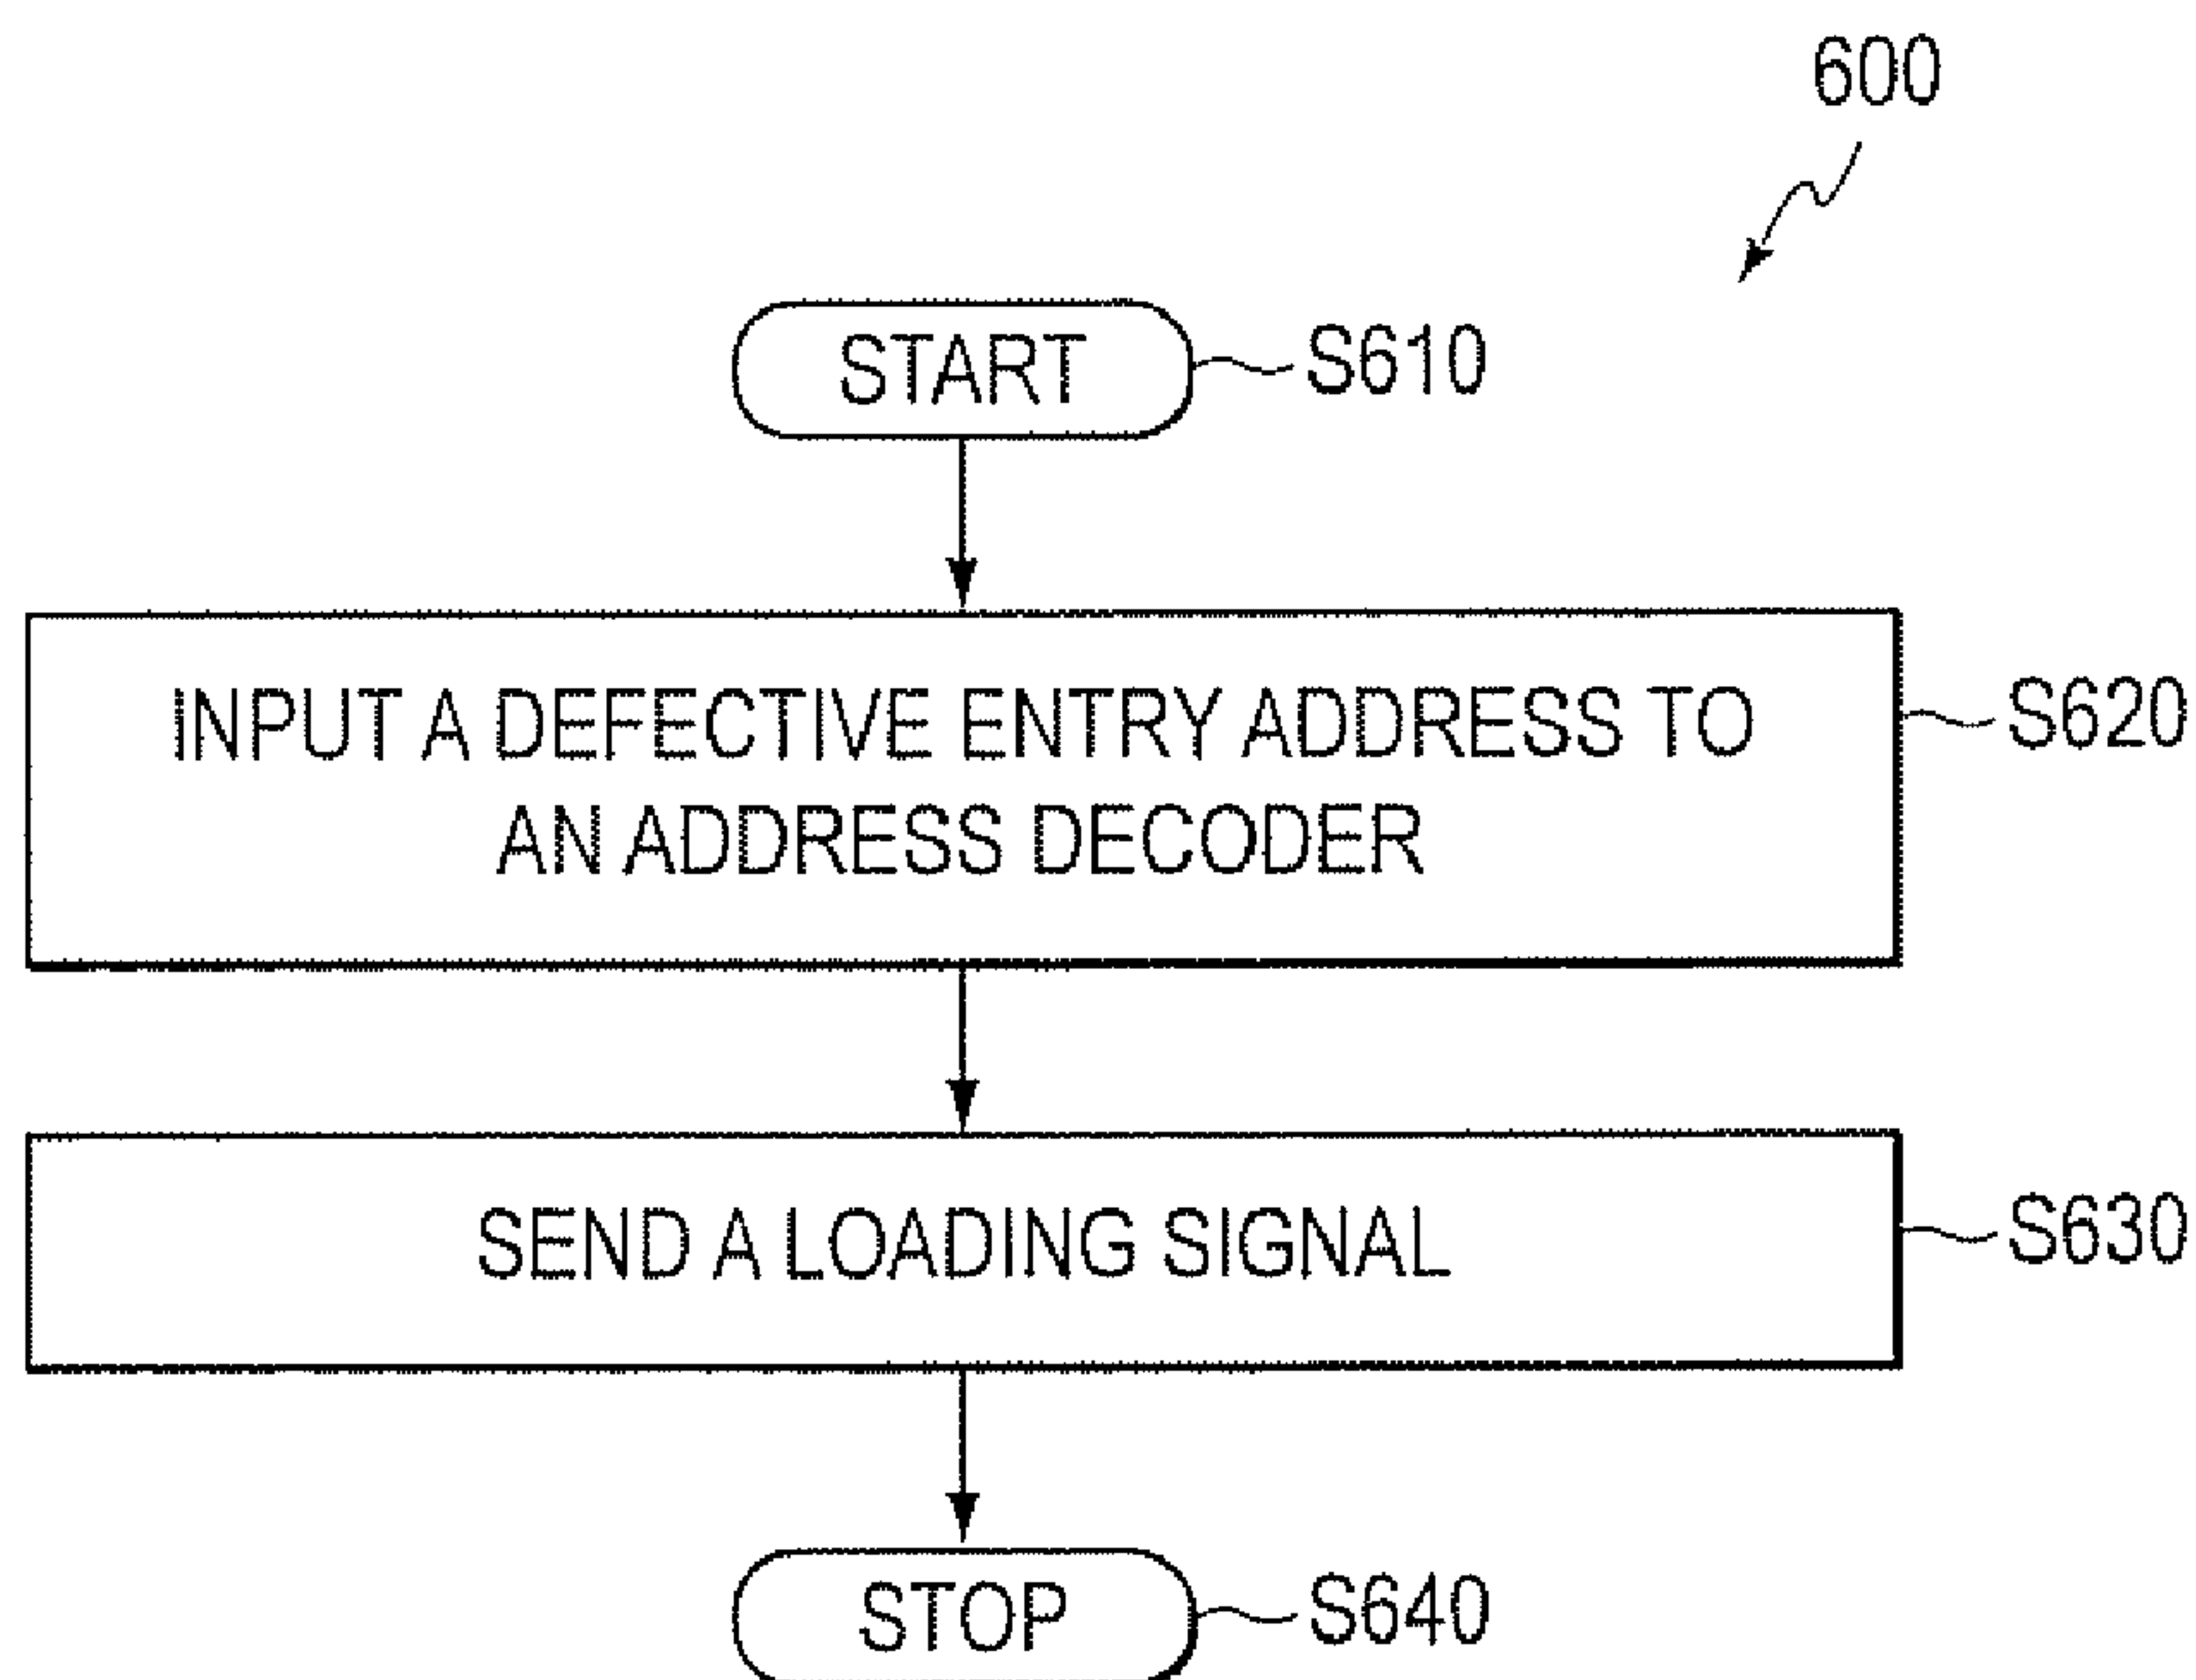 600
START
S610
INPUT A DEFECTIVE ENTRY ADDRESS TO
AN ADDRESS DECODER
S620
SEND A LOADING SIGNAL
S630
STOP
S640